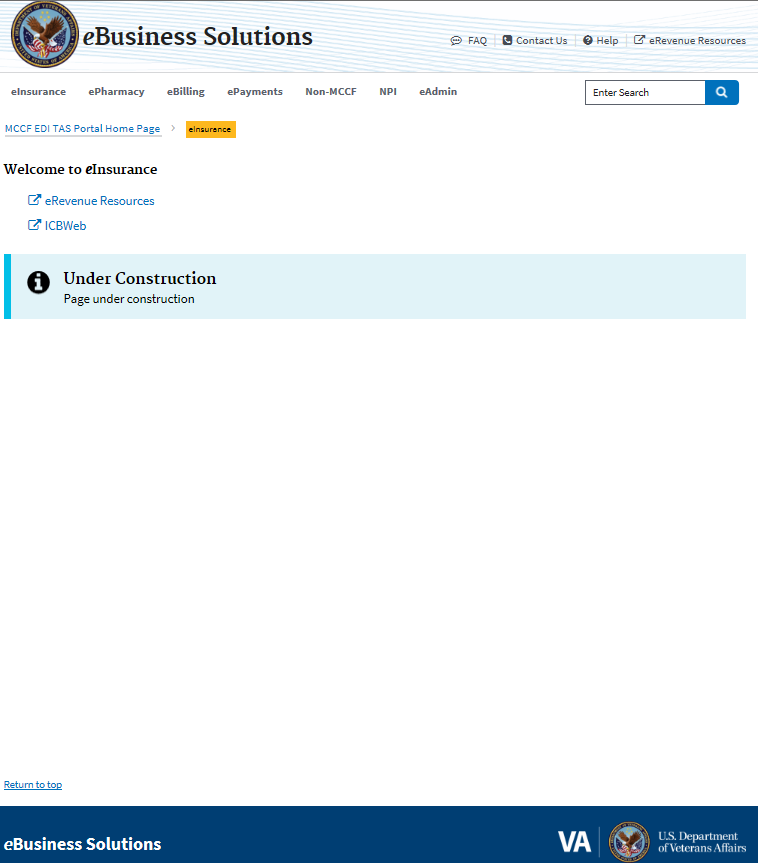 eBusiness Solutions
FAQ
Contact Us
Help
eRevenue Resources
eInsurance
ePharmacy
eBilling
ePayments
Non-MCCF
NPI
eAdmin
Enter Search
MCCF EDI TAS Portal Home Page
eInsurance
Welcome to eInsurance
eRevenue Resources
ICBWeb
Under Construction
Page under construction
Return to top
eBusiness Solutions
VA
U.S. Department
of Veterans Affairs